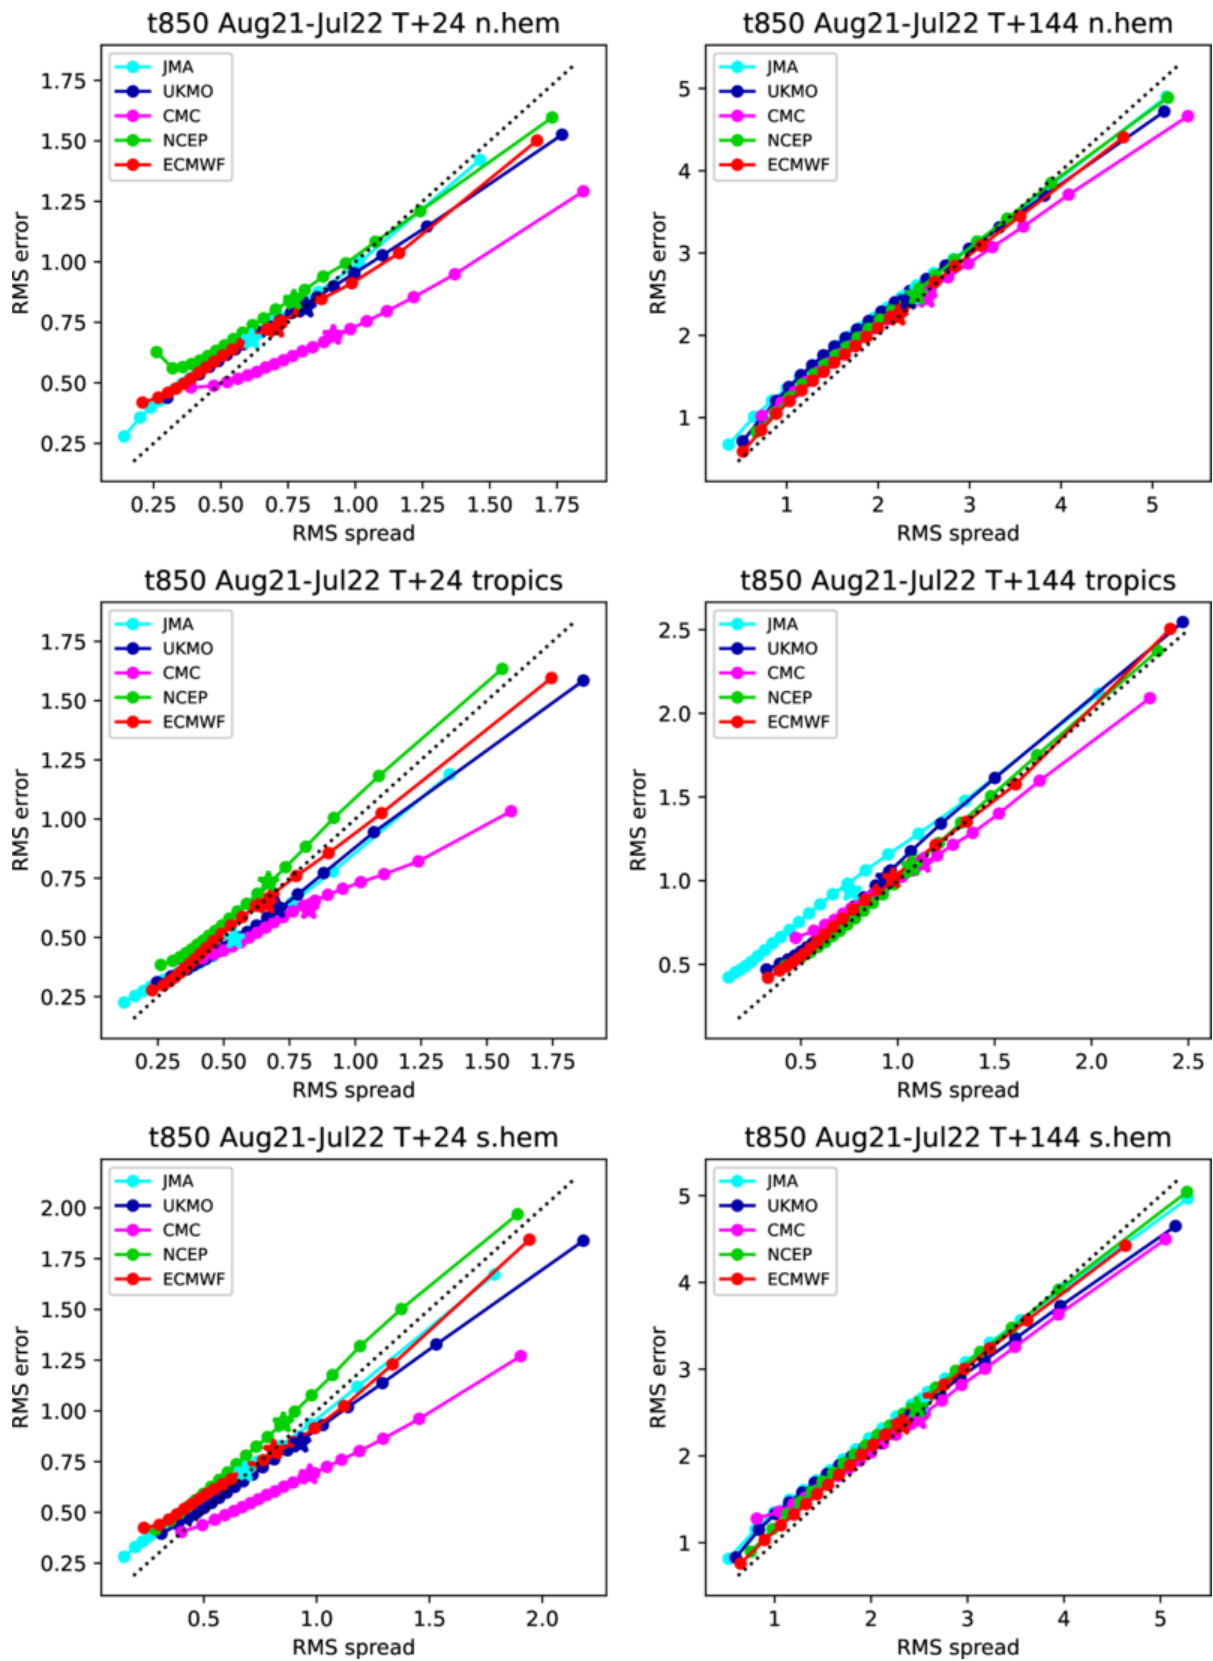 t850 Aug21-Jul22 T+24 n.hem
t850 Aug21-Jul22 T+144 n.hem
JMA
UKMO
CMC
NCEP
ECMWF
1.75
1.50
1.25
1.00
0.75
0.50
0.25
RMS error
0.25 0.50 0.75 1.00 1.25 1.50 1.75
RMS spread
JMA
UKMO
CMC
NCEP
ECMWF
5
4
3
2
1
RMS error
1 2 3 4 5
RMS spread
t850 Aug21-Jul22 T+24 tropics
t850 Aug21-Jul22 T+144 tropics
JMA
UKMO
CMC
NCEP
ECMWF
1.75
1.50
1.25
1.00
0.75
0.50
0.25
RMS error
0.25 0.50 0.75 1.00 1.25 1.50 1.75
RMS spread
JMA
UKMO
CMC
NCEP
ECMWF
2.5
2.0
1.5
1.0
0.5
RMS error
0.5 1.0 1.5 2.0 2.5
RMS spread
t850 Aug21-Jul22 T+24 s.hem
t850 Aug21-Jul22 T+144 s.hem
JMA
UKMO
CMC
NCEP
ECMWF
2.00
1.75
1.50
1.25
1.00
0.75
0.50
0.25
RMS error
0.5 1.0 1.5 2.0
RMS spread
JMA
UKMO
CMC
NCEP
ECMWF
5
4
3
2
1
RMS error
1 2 3 4 5
RMS spread